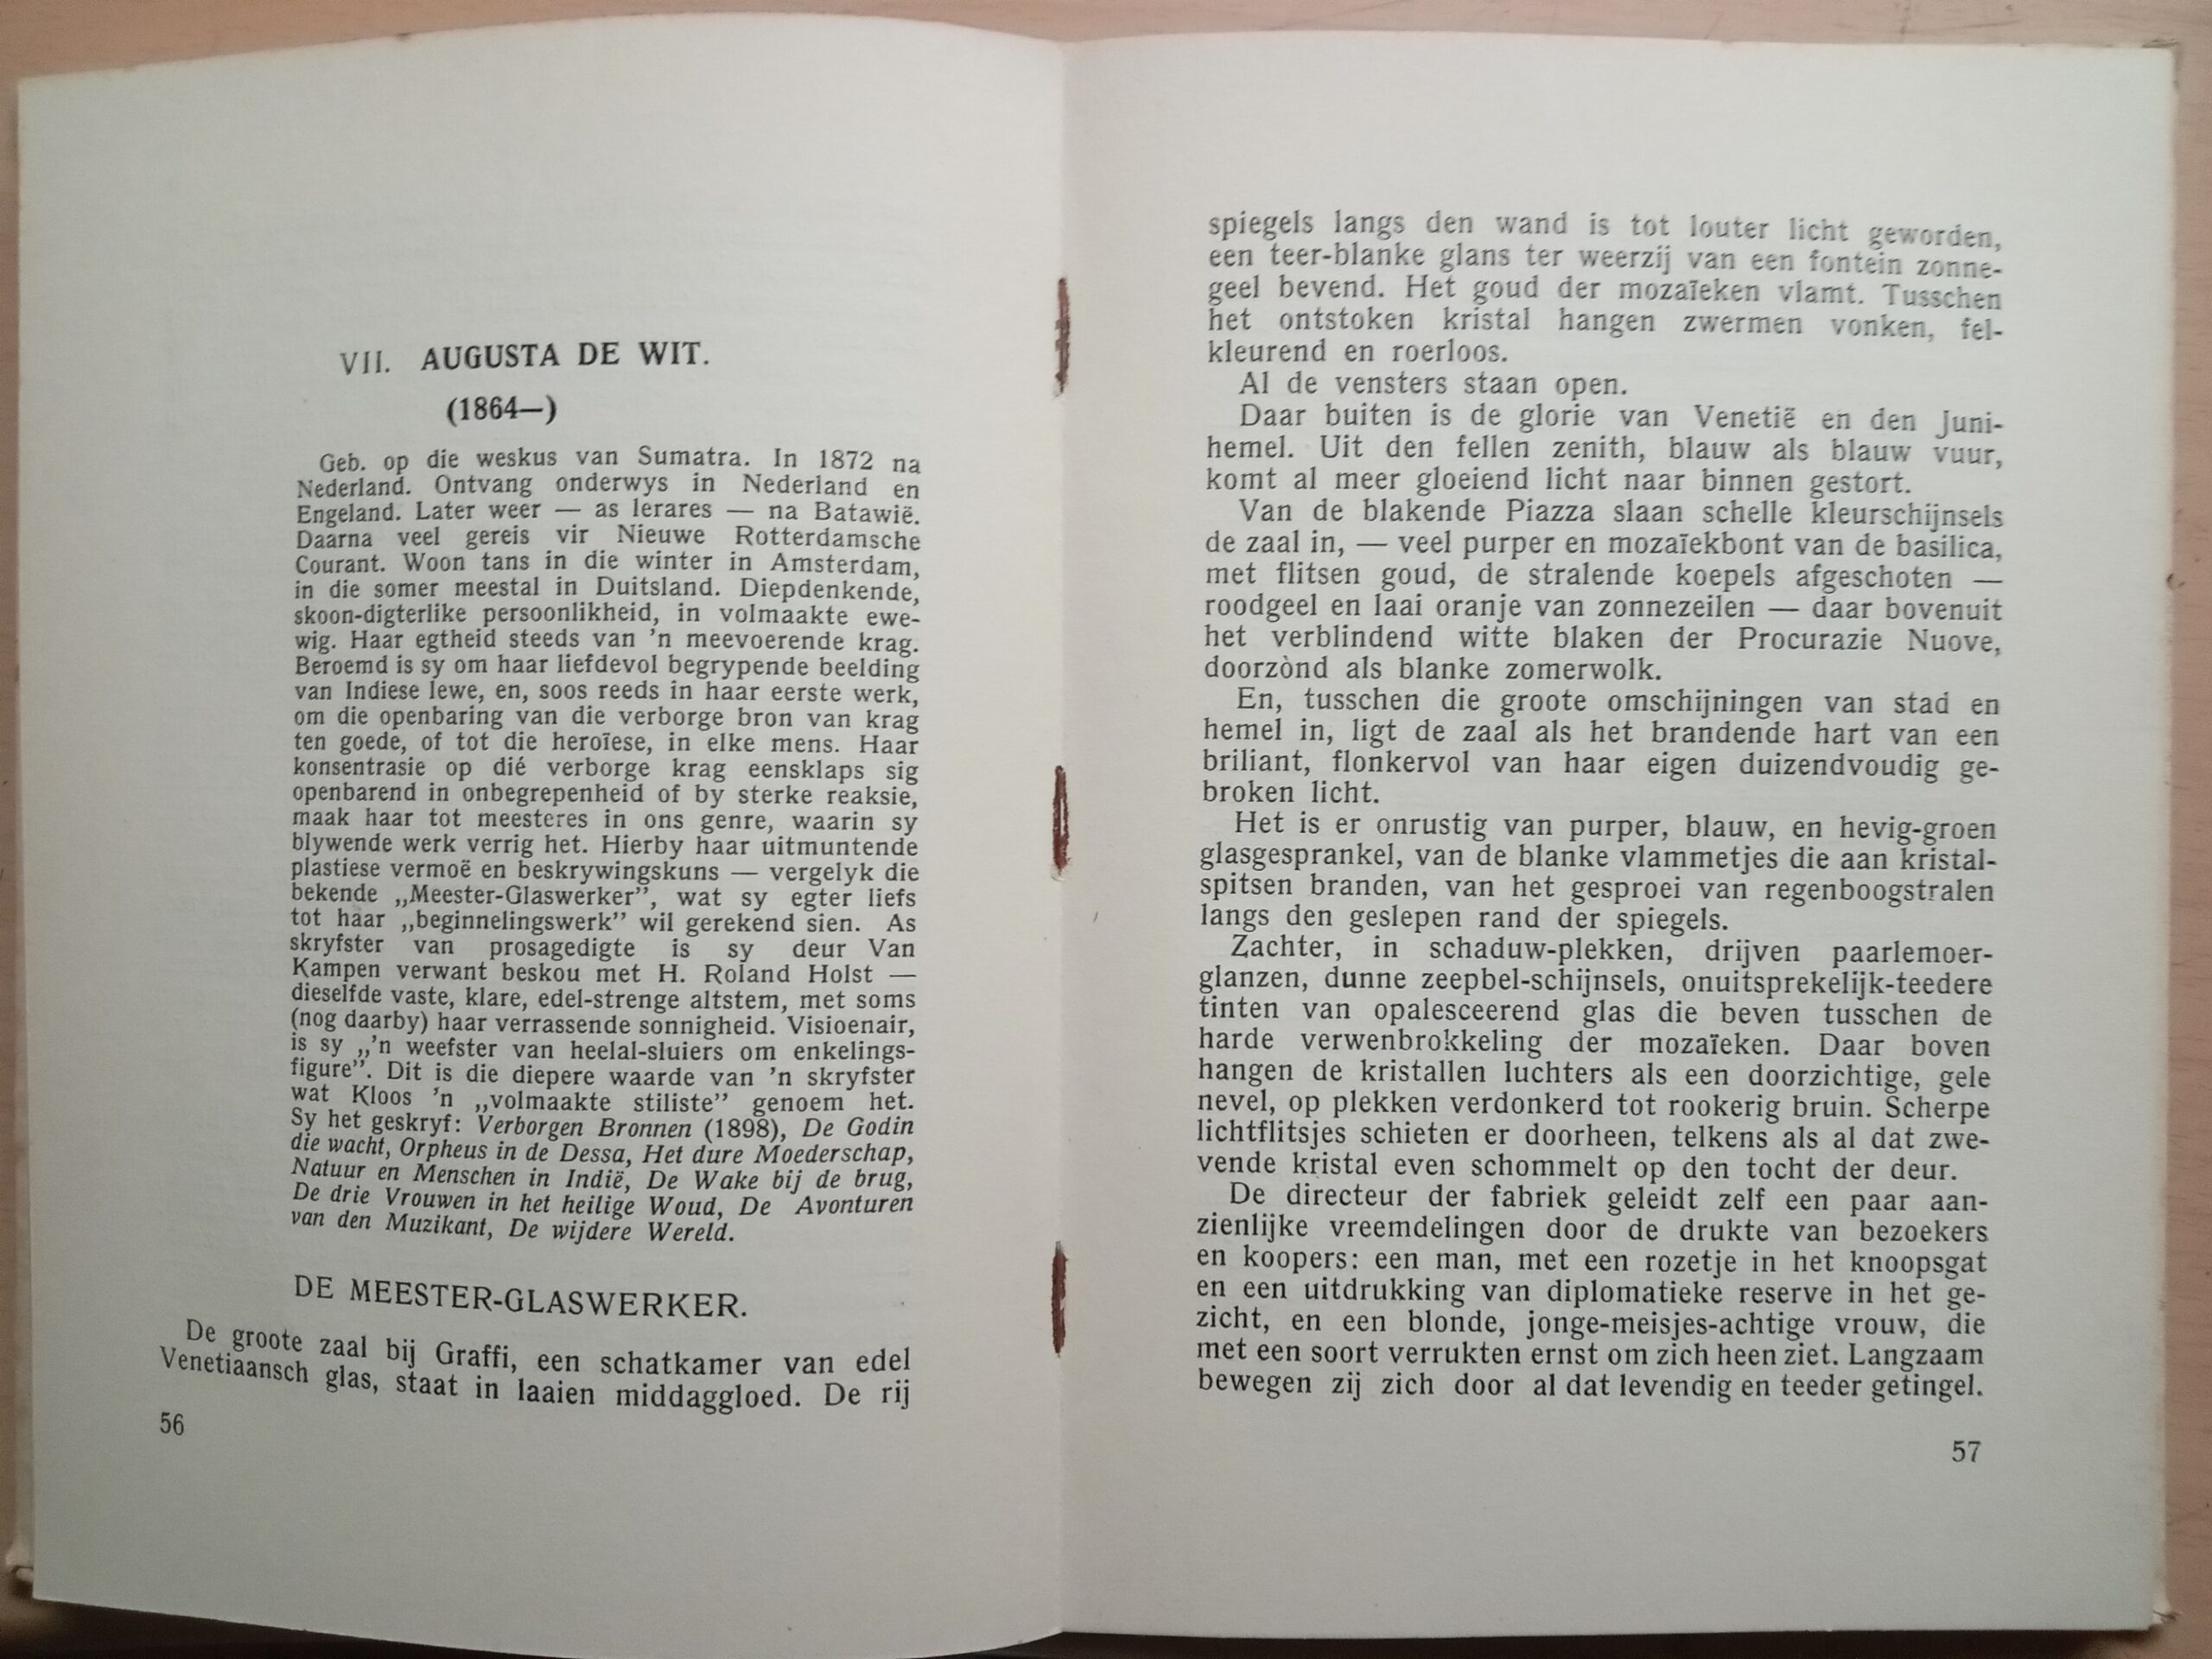 VII. AUGUSTA DE WIT.
(1864—)
Geb. op die weskus van Sumatra. In 1872 na
Nederland. Ontvang onderwys in Nederland en
Engeland. Later weer — as lerares — na Batawië.
Daarna veel gereis vir Nieuwe Rotterdamsche
Courant. Woon tans in die winter in Amsterdam,
in die somer meestal in Duitsland. Diepdenkende,
skoon-digterlike persoonlikheid, in volmaakte ewe-
wig. Haar egtheid steeds van ’n meevoerende krag.
Beroemd is sy om haar liefdevol begrypende beelding
van Indiese lewe, en, soos reeds in haar eerste werk,
om die openbaring van die verborge bron van krag
ten goede, of tot die heroïese, in elke mens. Haar
konsentrasie op dié verborge krag eensklaps sig
openbarend in onbegrepenheid of by sterke reaksie,
maak haar tot meesteres in ons genre, waarin sy
blywende werk verrig het. Hierby haar uitmuntende
plastiese vermoë en beskrywingskuns — vergelyk die
bekende „Meester-Glaswerker”, wat sy egter liefs
tot haar „beginnelingswerk” wil gerekend sien. As
skryfster van prosagedigte is sy deur Van
Kampen verwant beskou met H. Roland Holst —
dieselfde vaste, klare, edel-strenge altstem, met soms
(nog daarby) haar verrassende sonnigheid. Visioenair,
is sy „’n weefster van heelal-sluiers om enkelings-
figure”. Dit is die diepere waarde van ’n skryfster
wat Kloos ’n „volmaakte stiliste” genoem het.
Sy het geskryf: Verborgen Bronnen (1898), De Godin
die wacht, Orpheus in de Dessa, Het dure Moederschap,
Natuur en Menschen in Indië, De Wake bij de brug,
De drie Vrouwen in het heilige Woud, De Avonturen
van den Muzikant, De wijdere Wereld.
DE MEESTER-GLASWERKER.
De groote zaal bij Graffi, een schatkamer van edel
Venetiaansch glas, staat in laaien middaggloed. De rij
56
spiegels langs den wand is tot louter licht geworden,
een teer-blanke glans ter weerzij van een fontein zonne-
geel bevend. Het goud der mozaïeken vlamt. Tusschen
het ontstoken kristal hangen zwermen vonken, fel-
kleurend en roerloos.
Al de vensters staan open.
Daar buiten is de glorie van Venetië en den Juni-
hemel. Uit den fellen zenith, blauw als blauw vuur,
komt al meer gloeiend licht naar binnen gestort.
Van de blakende Piazza slaan schelle kleurschijnsels
de zaal in, — veel purper en mozaïekbont van de basilica,
met flitsen goud, de stralende koepels afgeschoten —
roodgeel en laai oranje van zonnezeilen — daar bovenuit
het verblindend witte blaken der Procurazie Nuove,
doorzònd als blanke zomerwolk.
En, tusschen die groote omschijningen van stad en
hemel in, ligt de zaal als het brandende hart van een
briliant, flonkervol van haar eigen duizendvoudig ge-
broken licht.
Het is er onrustig van purper, blauw, en hevig-groen
glasgesprankel, van de blanke vlammetjes die aan kristal-
spitsen branden, van het gesproei van regenboogstralen
langs den geslepen rand der spiegels.
Zachter, in schaduw-plekken, drijven paarlemoer-
glanzen, dunne zeepbel-schijnsels, onuitsprekelijk-teedere
tinten van opalesceerend glas die beven tusschen de
harde verwenbrokkeling der mozaïeken. Daar boven
hangen de kristallen luchters als een doorzichtige, gele
nevel, op plekken verdonkerd tot rookerig bruin. Scherpe
lichtflitsjes schieten er doorheen, telkens als al dat zwe-
vende kristal even schommelt op den tocht der deur.
De directeur der fabriek geleidt zelf een paar aan-
zienlijke vreemdelingen door de drukte van bezoekers
en koopers: een man, met een rozetje in het knoopsgat
en een uitdrukking van diplomatieke reserve in het ge-
zicht, en een blonde, jonge-meisjes-achtige vrouw, die
met een soort verrukten ernst om zich heen ziet. Langzaam
bewegen zij zich door al dat levendig en teeder getingel.
57